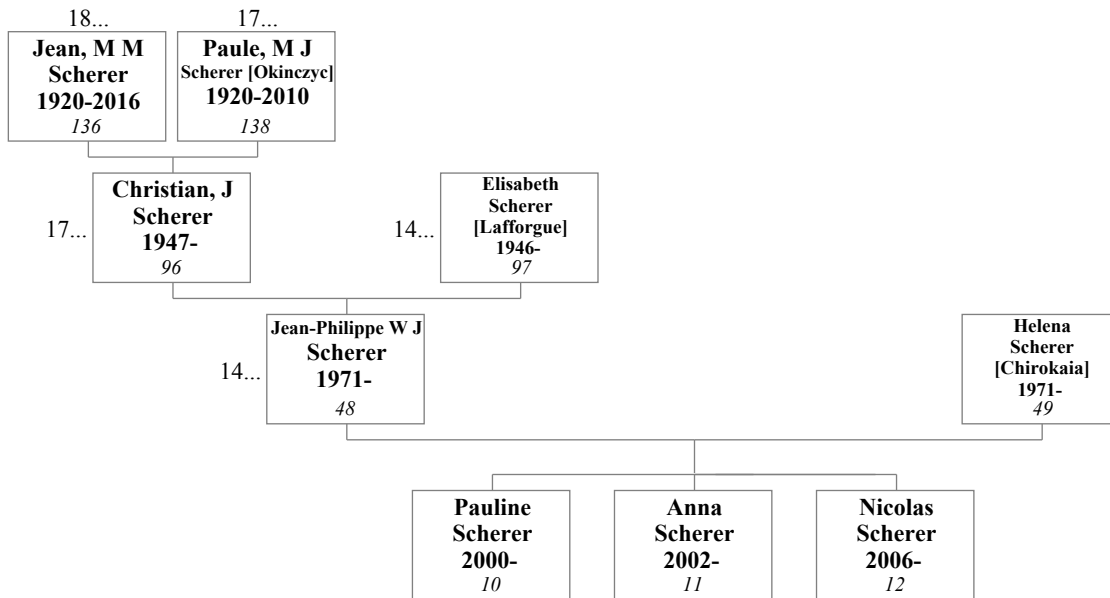 18...
17...
Jean, M M
Scherer
1920-2016
136
Paule, M J
Scherer [Okinczyc]
1920-2010
138
17...
Christian, J
Scherer
1947-
96
14...
Elisabeth
Scherer
[Lafforgue]
1946-
97
14...
Jean-Philippe W J
Scherer
1971-
48
Helena
Scherer
[Chirokaia]
1971-
49
Pauline
Scherer
2000-
10
Anna
Scherer
2002-
11
Nicolas
Scherer
2006-
12